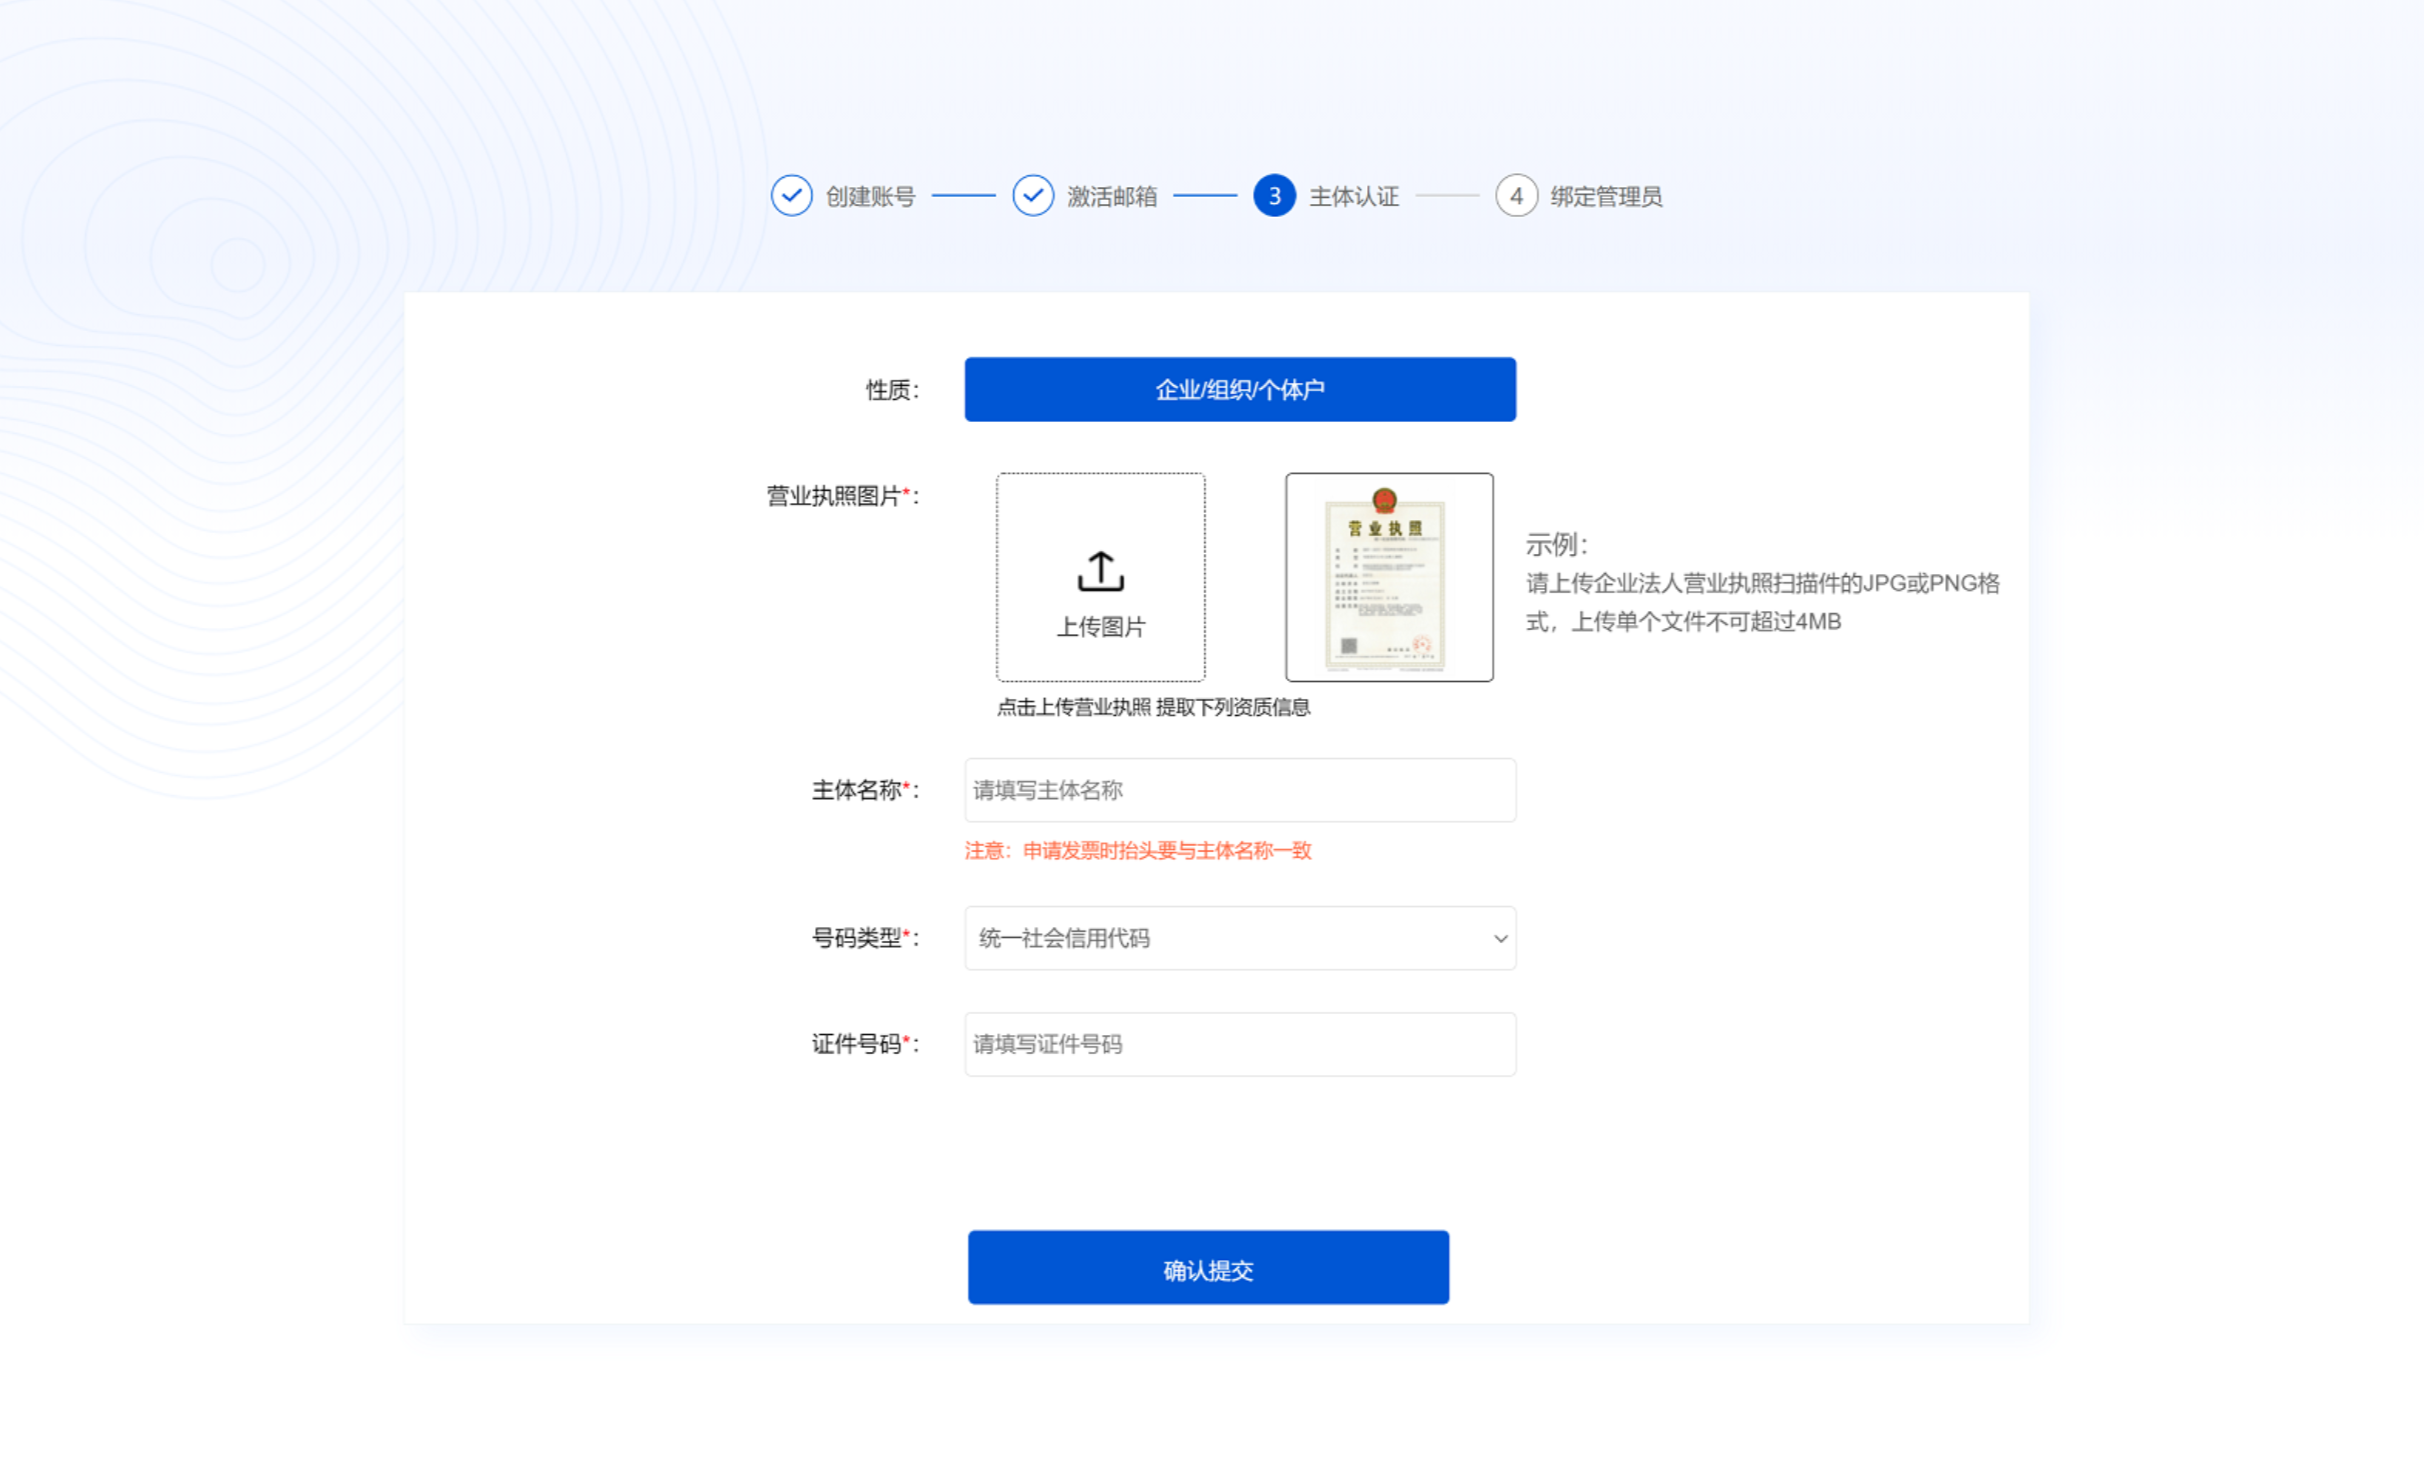 创建账号
激活邮箱
3 主体认证
4 绑定管理员
性质：
企业/组织/个体户
营业执照图片*：
上传图片
营业执照
示例：
请上传企业法人营业执照扫描件的JPG或PNG格
式，上传单个文件不可超过4MB
点击上传营业执照 提取下列资质信息
主体名称*：
请填写主体名称
注意：申请发票时抬头要与主体名称一致
号码类型*：
统一社会信用代码
证件号码*：
请填写证件号码
确认提交